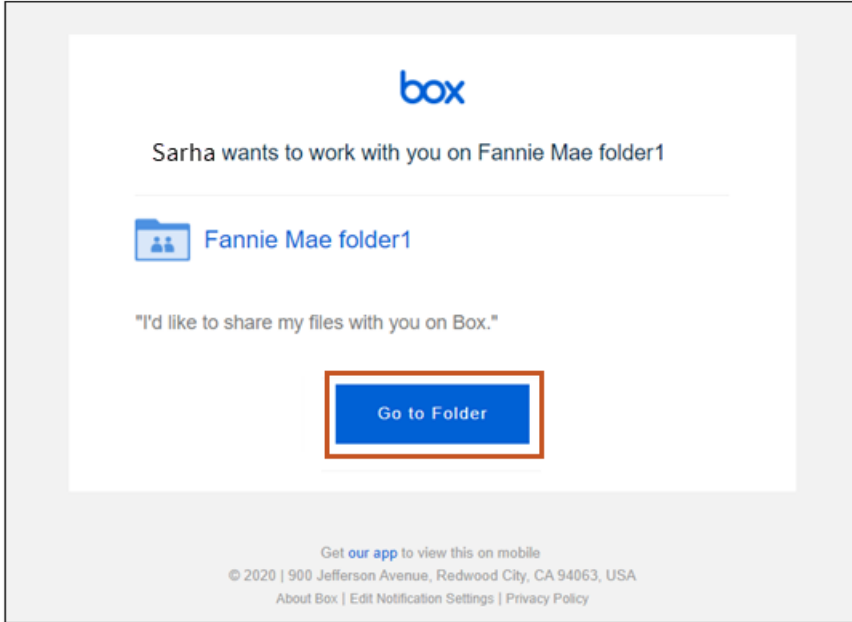 box
Sarha wants to work with you on Fannie Mae folder1
Fannie Mae folder1
"I'd like to share my files with you on Box."
Go to Folder
Get our app to view this on mobile
© 2020 | 900 Jefferson Avenue, Redwood City, CA 94063, USA
About Box | Edit Notification Settings | Privacy Policy